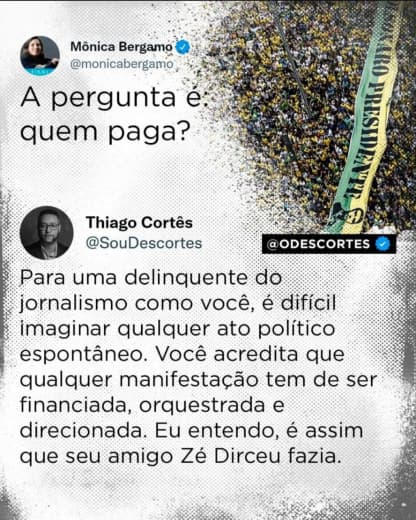 Mônica Bergamo
@monicabergamo
A pergunta é:
quem paga?
PRESIDENTE
Thiago Cortês
@SouDescortes
@ODESCORTES
Para uma delinquente do
jornalismo como você, é difícil
imaginar qualquer ato político
espontâneo. Você acredita que
qualquer manifestação tem de ser
financiada, orquestrada e
direcionada. Eu entendo, é assim
que seu amigo Zé Dirceu fazia.